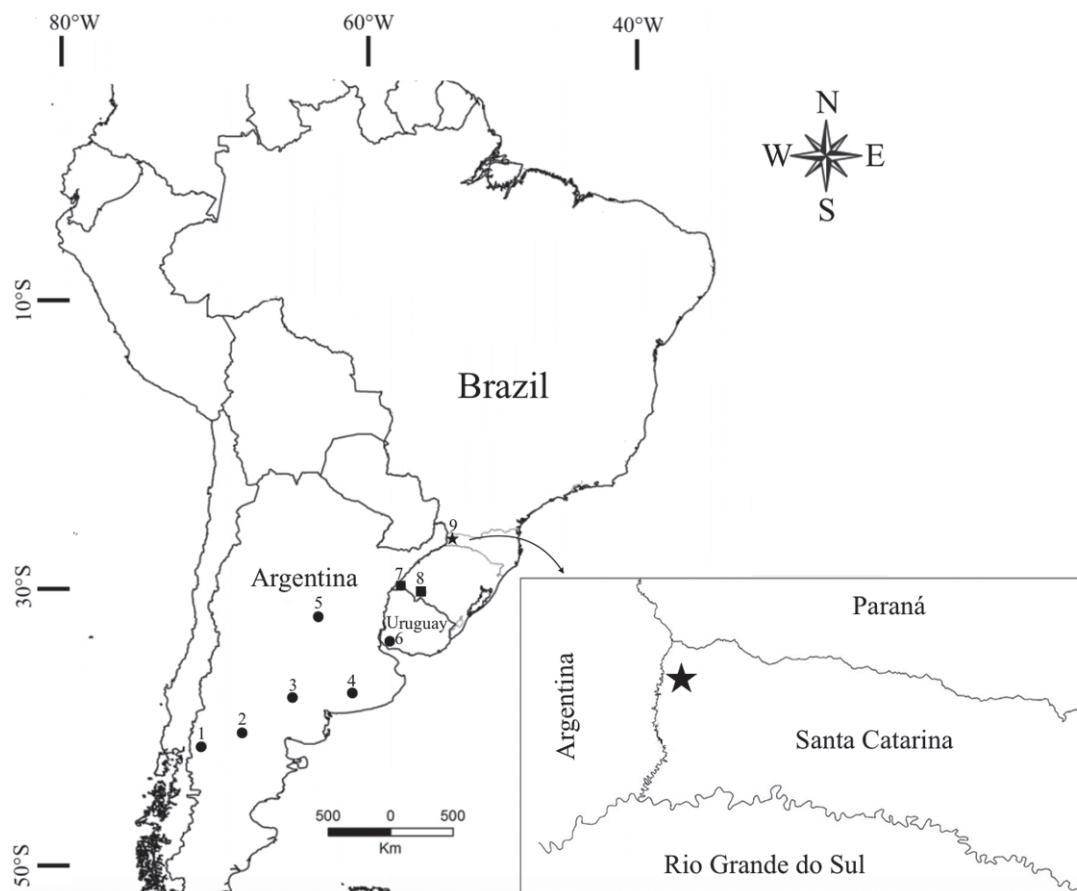 80°W
60°W
40°W
N
W E
S
10°S
Brazil
9
Argentina
7
8
30°S
5
Uruguay
6
Paraná
Argentina
4
3
Santa Catarina
2
1
500 0 500
Km
Rio Grande do Sul
50°S